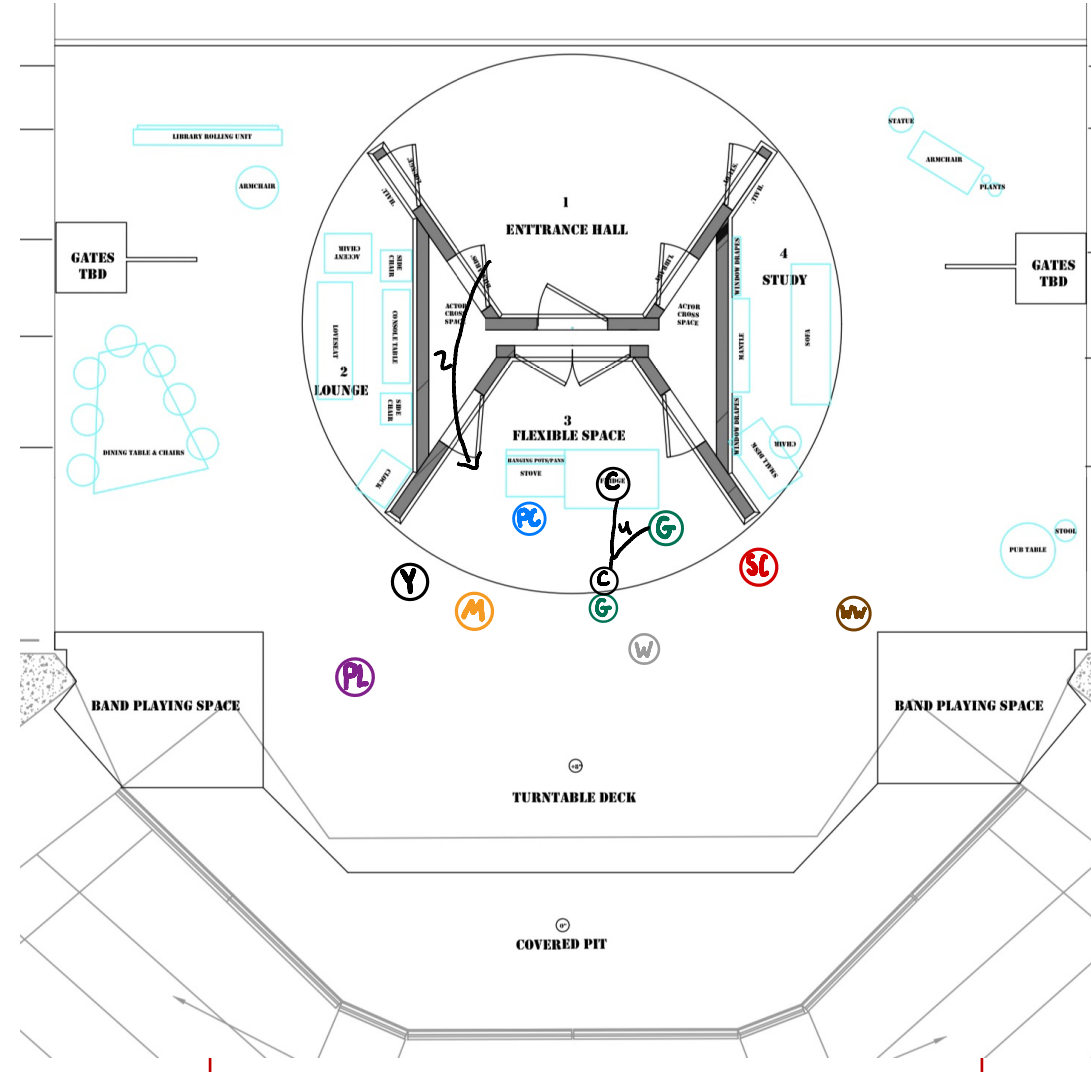 LIBRARY ROLLING UNIT
ARMCHAIR
STATUE
ARMCHAIR
PLANTS
1
ENTTRANCE HALL
GATES
TBD
GATES
TBD
4
STUDY
ACCENT
CHAIR
SIDE
CHAIR
LOVESEAT
CONSOLE TABLE
SIDE
CHAIR
2
LOUNGE
CLOCK
ACTOR
CROSS
SPACE
ACTOR
CROSS
SPACE
LIBRARY
WINDOW DRAPES
MANTLE
WINDOW DRAPES
SOFA
CHAIR
SMALL DESK
2
3
FLEXIBLE SPACE
HANGING POTS/PANS
STOVE
FRIDGE
C
DINING TABLE & CHAIRS
PC
4
G
SC
PUB TABLE
STOOL
Y
M
C
G
WW
W
PL
BAND PLAYING SPACE
BAND PLAYING SPACE
+8"
TURNTABLE DECK
0"
COVERED PIT